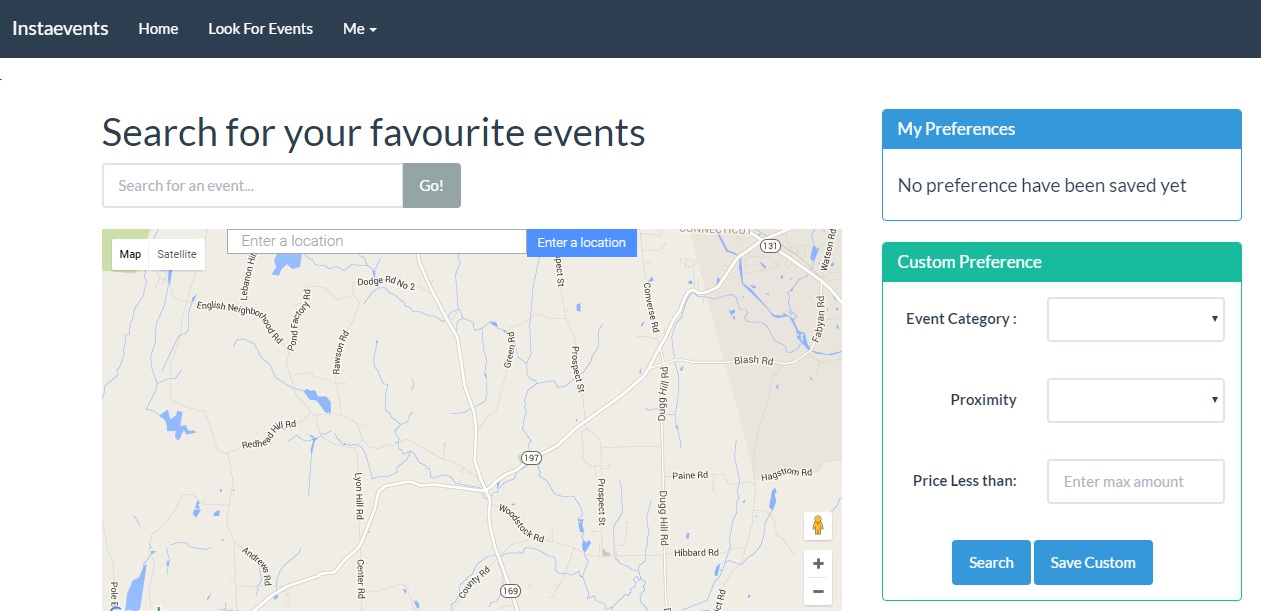 Instaevents Home Look For Events Me
Search for your favourite events
Search for an event... Go!
My Preferences
No preference have been saved yet
Custom Preference
Event Category :
Proximity
Price Less than: Enter max amount
Search Save Custom
Map Satellite
Enter a location Enter a location
CONNECTICUT
131
Watson Rd
Lebanon Hill
Dodge Rd No 2
English Neighborhood Rd
Pond Factory Rd
Rawson Rd
Green Rd
Prospect St
Converse Rd
Fabyan Rd
Blash Rd
Dugg Hill Rd
Redhead Hill Rd
197
Paine Rd
Hagstrom Rd
Lyon Hill Rd
Prospect St
Dugg Hill Rd
Woodstock Rd
Hibbard Rd
Andrews Rd
Center Rd
County Rd
169
Pole
Rd